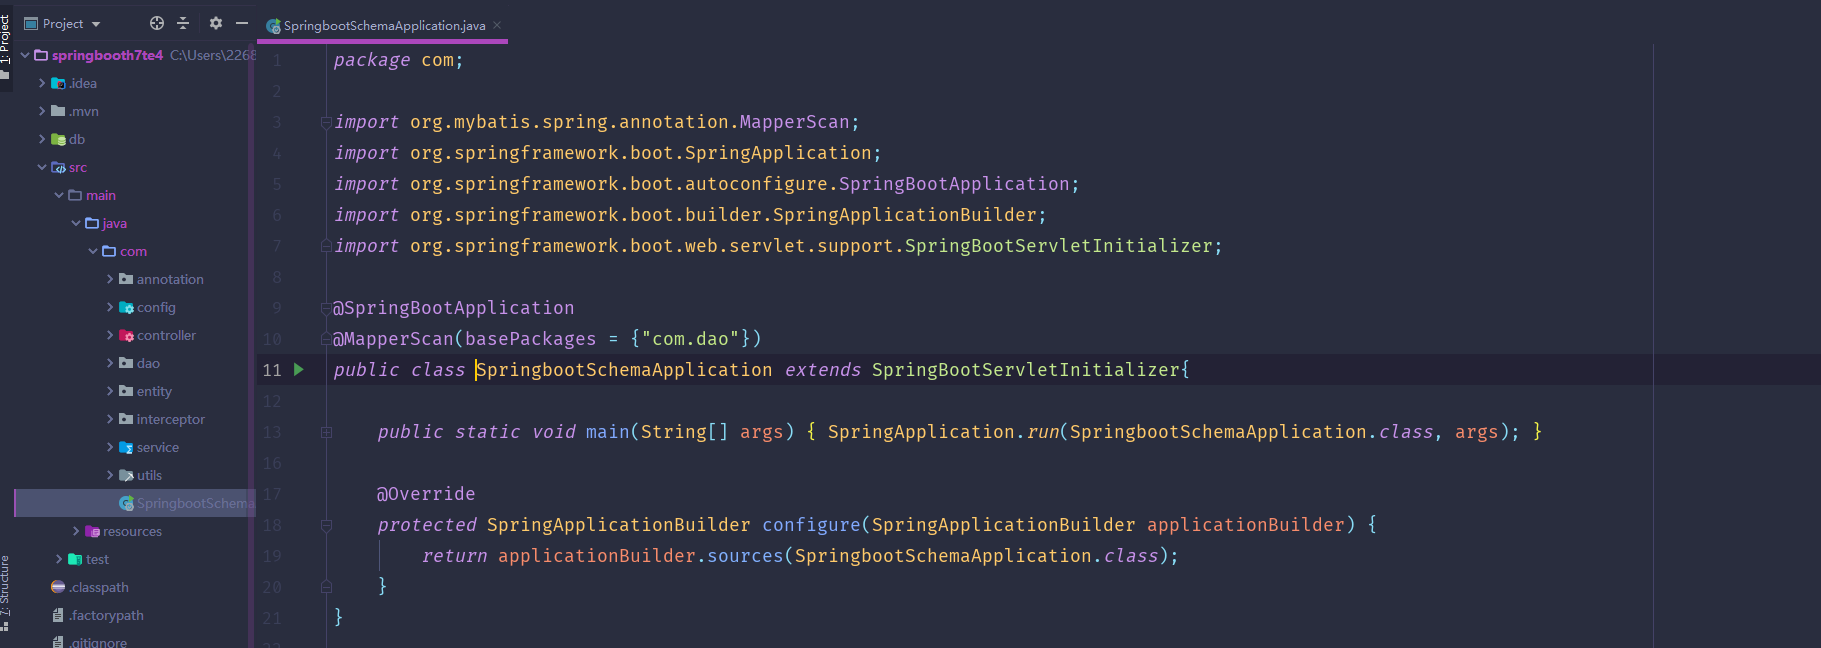 1: Project
Project
springbooth7te4 C:\Users\2268
.idea
.mvn
db
src
main
java
com
annotation
config
controller
dao
entity
interceptor
service
utils
SpringbootSchema
resources
test
.classpath
.factorypath
.gitignore
7: Structure
SpringbootSchemaApplication.java
1 package com;
2
3 import org.mybatis.spring.annotation.MapperScan;
4 import org.springframework.boot.SpringApplication;
5 import org.springframework.boot.autoconfigure.SpringBootApplication;
6 import org.springframework.boot.builder.SpringApplicationBuilder;
7 import org.springframework.boot.web.servlet.support.SpringBootServletInitializer;
8
9 @SpringBootApplication
10 @MapperScan(basePackages = {"com.dao"})
11 public class SpringbootSchemaApplication extends SpringBootServletInitializer{
12
13 public static void main(String[] args) { SpringApplication.run(SpringbootSchemaApplication.class, args); }
16
17 @Override
18 protected SpringApplicationBuilder configure(SpringApplicationBuilder applicationBuilder) {
19 return applicationBuilder.sources(SpringbootSchemaApplication.class);
20 }
21 }
22